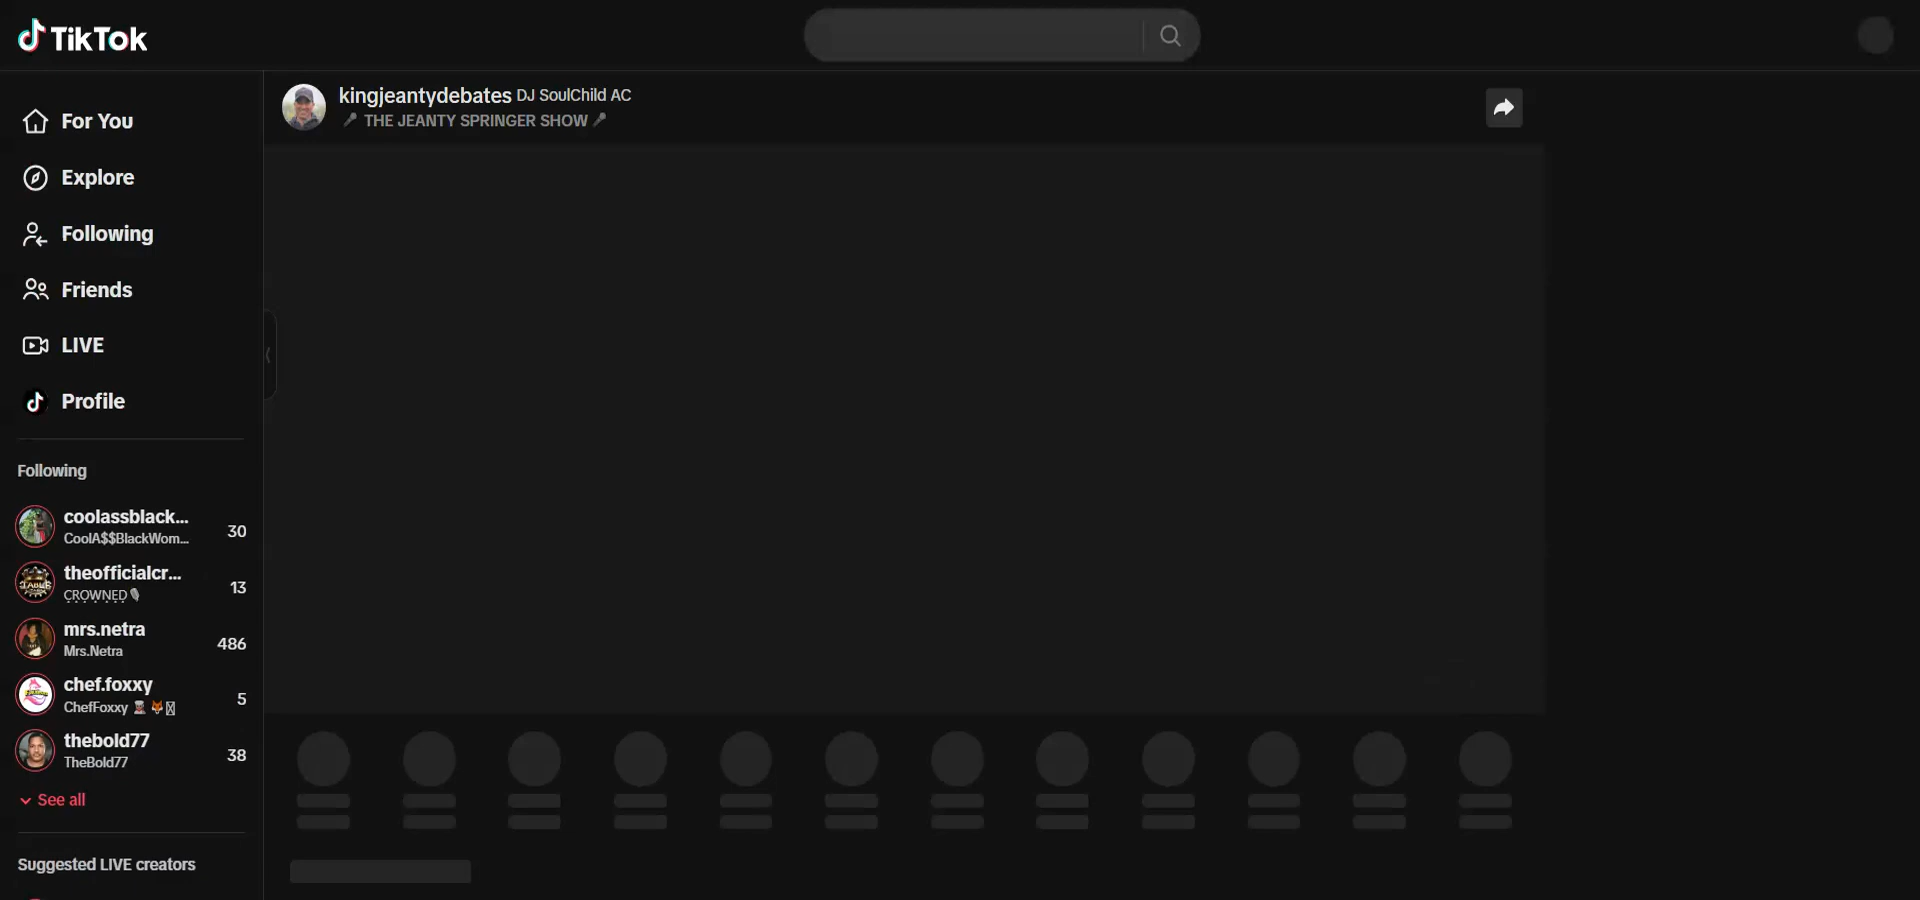 TikTok
kingjeantydebates DJ SoulChild AC
🎤 THE JEANTY SPRINGER SHOW 🎤
For You
Explore
Following
Friends
LIVE
Profile
Following
coolassblack...
CoolA$$BlackWom...
30
theofficialcr...
CROWNED🎙
13
mrs.netra
Mrs.Netra
486
chef.foxxy
ChefFoxxy
5
thebold77
TheBold77
38
See all
Suggested LIVE creators